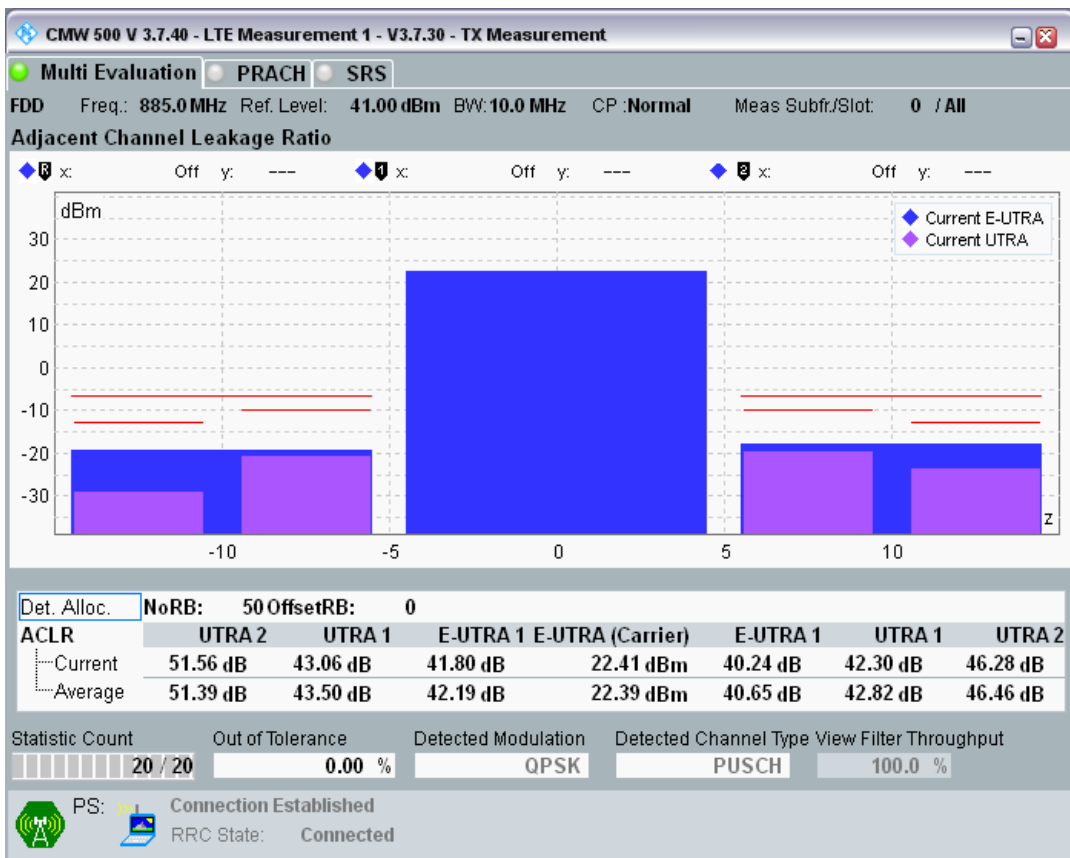 CMW 500 V 3.7.40 - LTE Measurement 1 - V3.7.30 - TX Measurement
Multi Evaluation PRACH SRS
FDD Freq.: 885.0 MHz Ref. Level: 41.00 dBm BW: 10.0 MHz CP :Normal Meas Subfr./Slot: 0 / All
Adjacent Channel Leakage Ratio
R x: Off y: --- 1 x: Off y: --- 2 x: Off y: ---
dBm
Current E-UTRA
Current UTRA
30
20
10
0
-10
-20
-30
z
-10 -5 0 5 10
Det. Alloc. NoRB: 50 OffsetRB: 0
ACLR UTRA 2 UTRA 1 E-UTRA 1 E-UTRA (Carrier) E-UTRA 1 UTRA 1 UTRA 2
Current 51.56 dB 43.06 dB 41.80 dB 22.41 dBm 40.24 dB 42.30 dB 46.28 dB
Average 51.39 dB 43.50 dB 42.19 dB 22.39 dBm 40.65 dB 42.82 dB 46.46 dB
Statistic Count Out of Tolerance Detected Modulation Detected Channel Type View Filter Throughput
20 / 20 0.00 % QPSK PUSCH 100.0 %
PS: Connection Established
RRC State: Connected